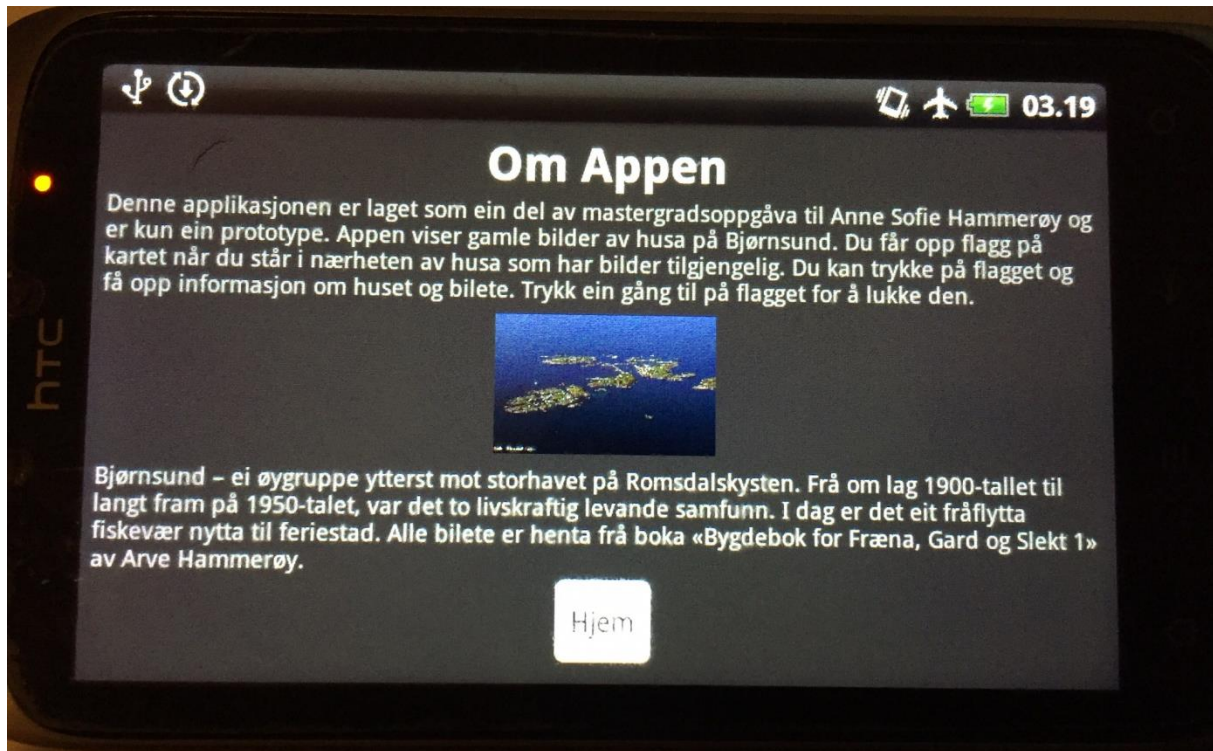 03.19
Om Appen
Denne applikasjonen er laget som ein del av mastergradsoppgåva til Anne Sofie Hammerøy og
er kun ein prototype. Appen viser gamle bilder av husa på Bjørnsund. Du får opp flagg på
kartet når du står i nærheten av husa som har bilder tilgjengelig. Du kan trykke på flagget og
få opp informasjon om huset og bilete. Trykk ein gång til på flagget for å lukke den.
hTC
Bjørnsund – ei øygruppe ytterst mot storhavet på Romsdalskysten. Frå om lag 1900-tallet til
langt fram på 1950-talet, var det to livskraftig levande samfunn. I dag er det eit fråflytta
fiskevær nytta til feriestad. Alle bilete er henta frå boka «Bygdebok for Fræna, Gard og Slekt 1»
av Arve Hammerøy.
Hjem